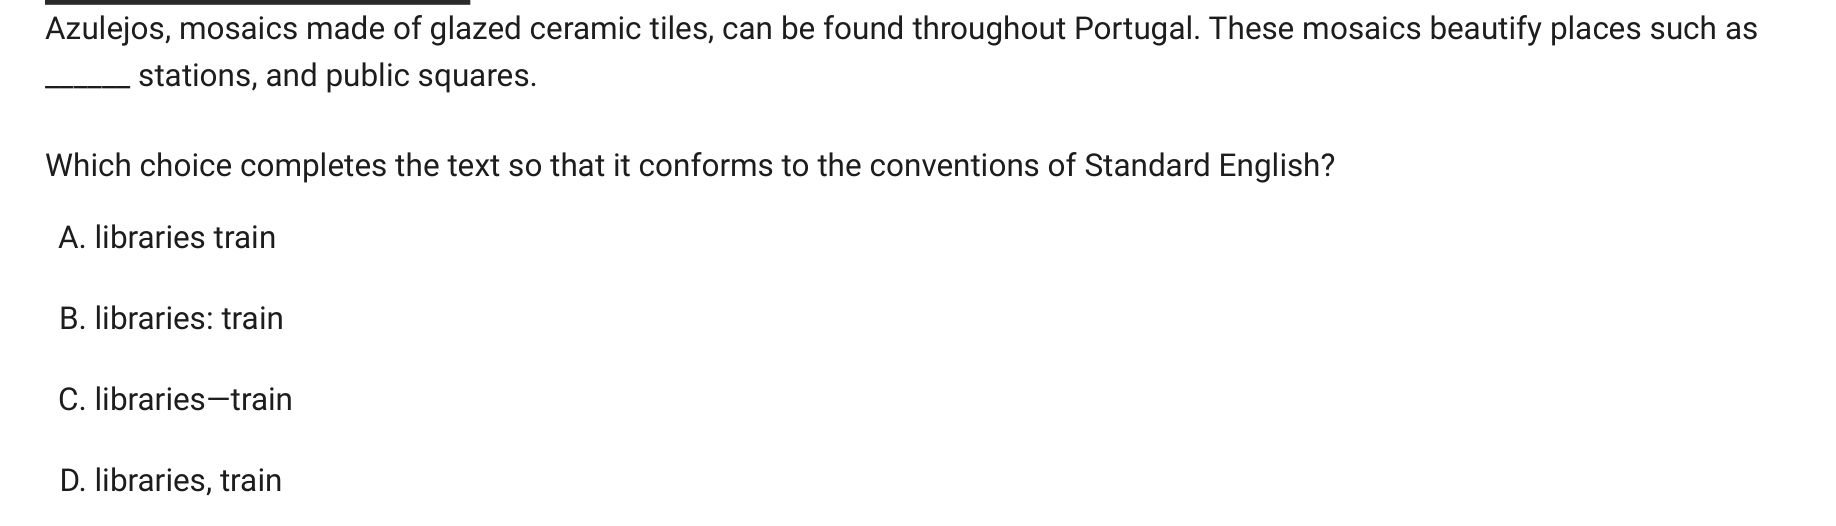 Azulejos, mosaics made of glazed ceramic tiles, can be found throughout Portugal. These mosaics beautify places such as
______ stations, and public squares.
Which choice completes the text so that it conforms to the conventions of Standard English?
A. libraries train
B. libraries: train
C. libraries—train
D. libraries, train